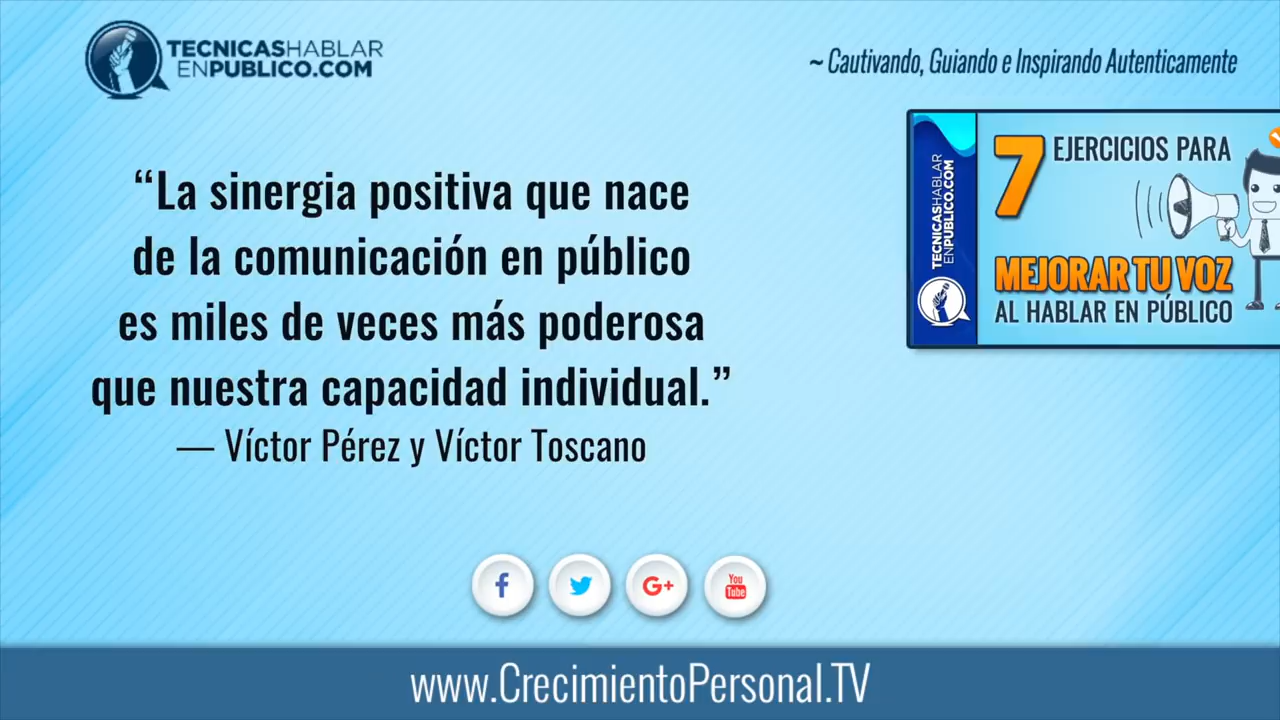 TECNICASHABLAR
ENPUBLICO.COM
~ Cautivando, Guiando e Inspirando Autenticamente
“La sinergia positiva que nace
de la comunicación en público
es miles de veces más poderosa
que nuestra capacidad individual.”
— Víctor Pérez y Víctor Toscano
TECNICASHABLAR
ENPUBLICO.COM
7 EJERCICIOS PARA
MEJORAR TU VOZ
AL HABLAR EN PÚBLICO
f
G+
You
Tube
www.CrecimientoPersonal.TV